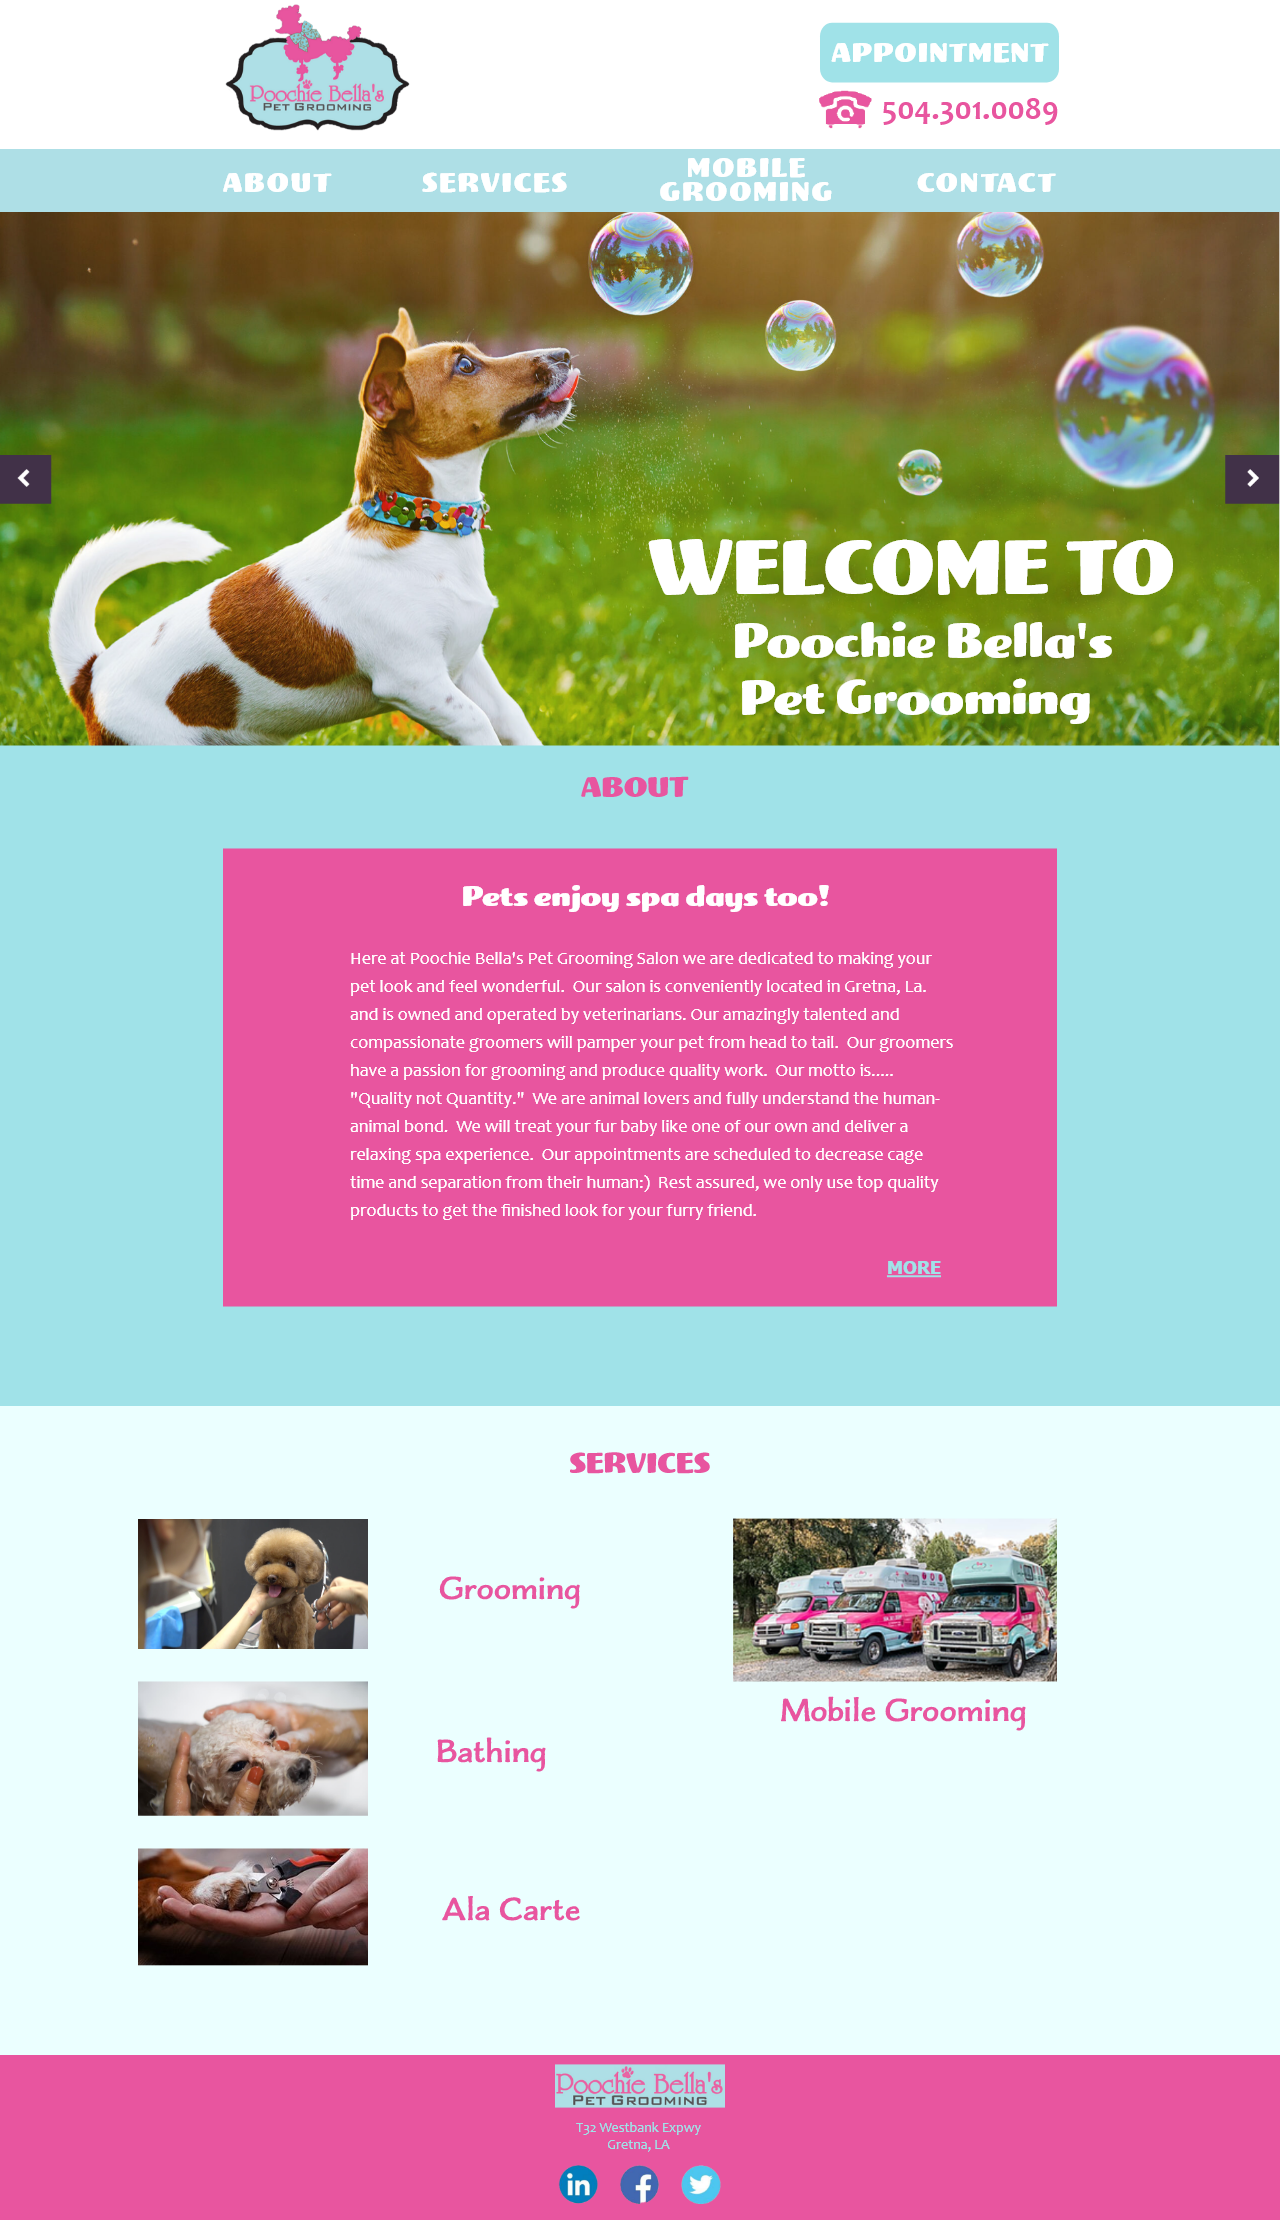 Poochie Bella's
PET GROOMING
APPOINTMENT
504.301.0089
ABOUT
SERVICES
MOBILE
GROOMING
CONTACT
WELCOME TO
Poochie Bella's
Pet Grooming
ABOUT
Pets enjoy spa days too!
Here at Poochie Bella's Pet Grooming Salon we are dedicated to making your
pet look and feel wonderful.  Our salon is conveniently located in Gretna, La.
and is owned and operated by veterinarians. Our amazingly talented and
compassionate groomers will pamper your pet from head to tail.  Our groomers
have a passion for grooming and produce quality work.  Our motto is.....
"Quality not Quantity."  We are animal lovers and fully understand the human-
animal bond.  We will treat your fur baby like one of our own and deliver a
relaxing spa experience.  Our appointments are scheduled to decrease cage
time and separation from their human:)  Rest assured, we only use top quality
products to get the finished look for your furry friend.
MORE
SERVICES
Grooming
Mobile Grooming
Bathing
Ala Carte
Poochie Bella's
PET GROOMING
T32 Westbank Expwy
Gretna, LA
in
f